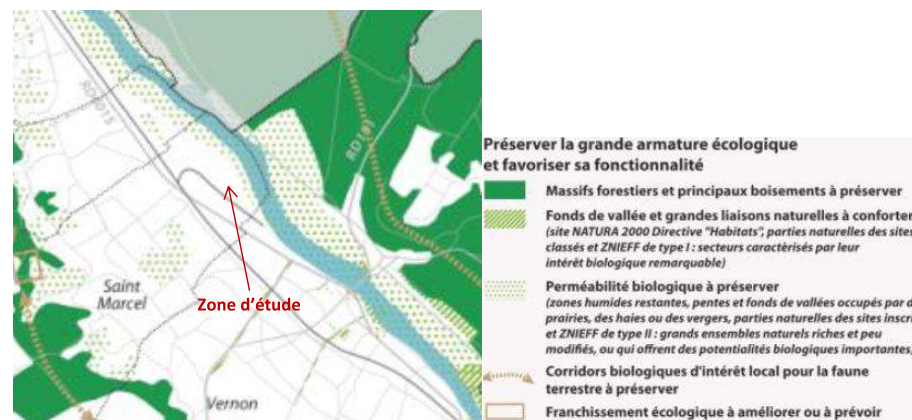 RD6015
RD181
Saint
Marcel
Zone d'étude
Vernon
Préserver la grande armature écologique
et favoriser sa fonctionnalité
Massifs forestiers et principaux boisements à préserver
Fonds de vallée et grandes liaisons naturelles à conforter
(site NATURA 2000 Directive "Habitats", parties naturelles des sites
classés et ZNIEFF de type I : secteurs caractérisés par leur
intérêt biologique remarquable)
Perméabilité biologique à préserver
(zones humides restantes, pentes et fonds de vallées occupés par d
prairies, des haies ou des vergers, parties naturelles des sites inscri
et ZNIEFF de type II : grands ensembles naturels riches et peu
modifiés, ou qui offrent des potentialités biologiques importantes,
Corridors biologiques d'intérêt local pour la faune
terrestre à préserver
Franchissement écologique à améliorer ou à prévoir